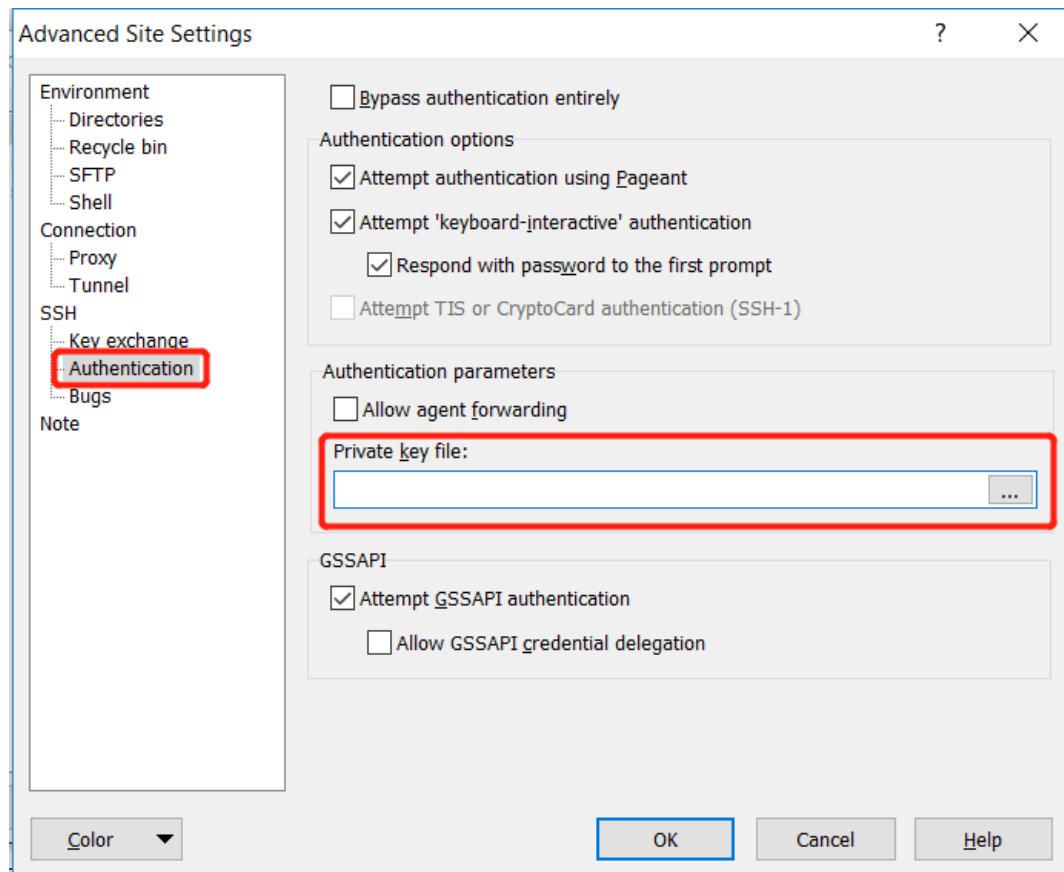 Advanced Site Settings
?
Environment
Directories
Recycle bin
SFTP
Shell
Connection
Proxy
Tunnel
SSH
Key exchange
Authentication
Bugs
Note
Bypass authentication entirely
Authentication options
Attempt authentication using Pageant
Attempt 'keyboard-interactive' authentication
Respond with password to the first prompt
Attempt TIS or CryptoCard authentication (SSH-1)
Authentication parameters
Allow agent forwarding
Private key file:
...
GSSAPI
Attempt GSSAPI authentication
Allow GSSAPI credential delegation
Color
OK
Cancel
Help